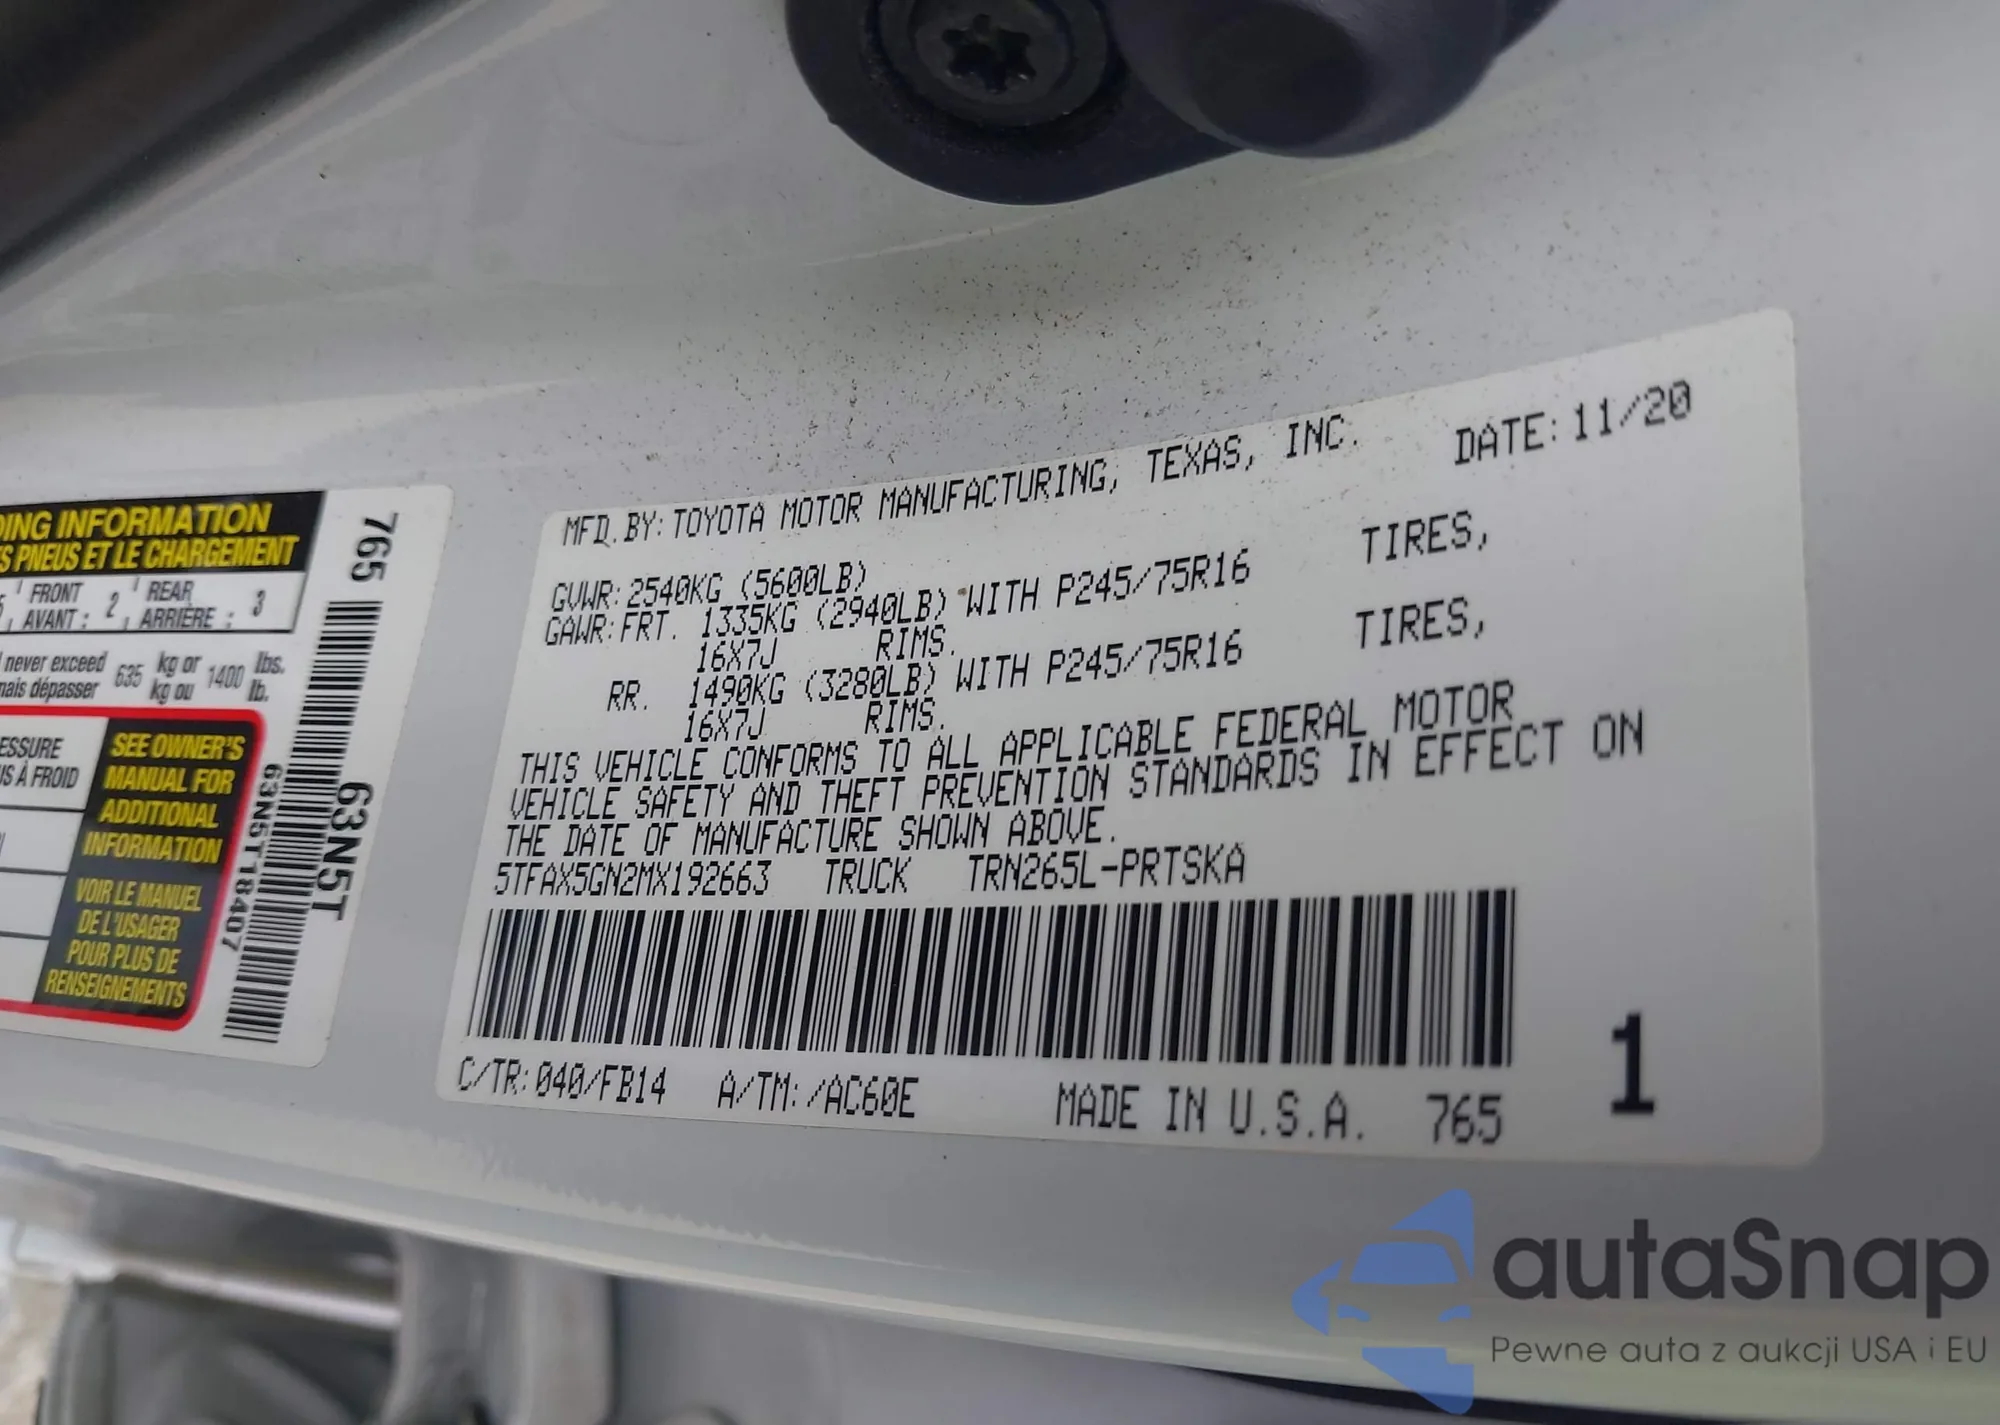 DING INFORMATION
S PNEUS ET LE CHARGEMENT
FRONT 2 REAR 3
AVANT : , ARRIÈRE :
never exceed 635 kg or 1400 lbs.
mais dépasser kg ou lb.
ESSURE
À FROID
SEE OWNER'S
MANUAL FOR
ADDITIONAL
INFORMATION
VOIR LE MANUEL
DE L'USAGER
POUR PLUS DE
RENSEIGNEMENTS
765
63N5T
63N5T18407
MFD.BY:TOYOTA MOTOR MANUFACTURING, TEXAS, INC. DATE:11/20
GVWR:2540KG (5600LB)
GAWR:FRT. 1335KG (2940LB) WITH P245/75R16 TIRES,
16X7J RIMS.
RR. 1490KG (3280LB) WITH P245/75R16 TIRES,
16X7J RIMS.
THIS VEHICLE CONFORMS TO ALL APPLICABLE FEDERAL MOTOR
VEHICLE SAFETY AND THEFT PREVENTION STANDARDS IN EFFECT ON
THE DATE OF MANUFACTURE SHOWN ABOVE.
5TFAX5GN2MX192663 TRUCK TRN265L-PRTSKA
C/TR:040/FB14 A/TM:/AC60E MADE IN U.S.A. 765 1
autaSnap
Pewne auta z aukcji USA i EU